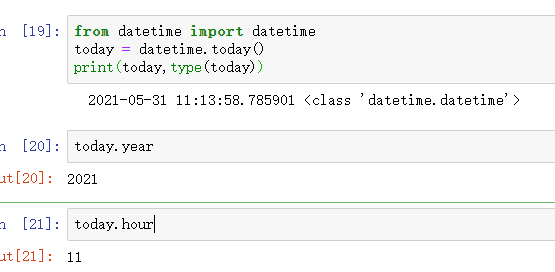 n [19]:
from datetime import datetime
today = datetime.today()
print(today,type(today))
2021-05-31 11:13:58.785901 <class 'datetime.datetime'>
n [20]:
today.year
ut[20]:
2021
n [21]:
today.hour
ut[21]:
11